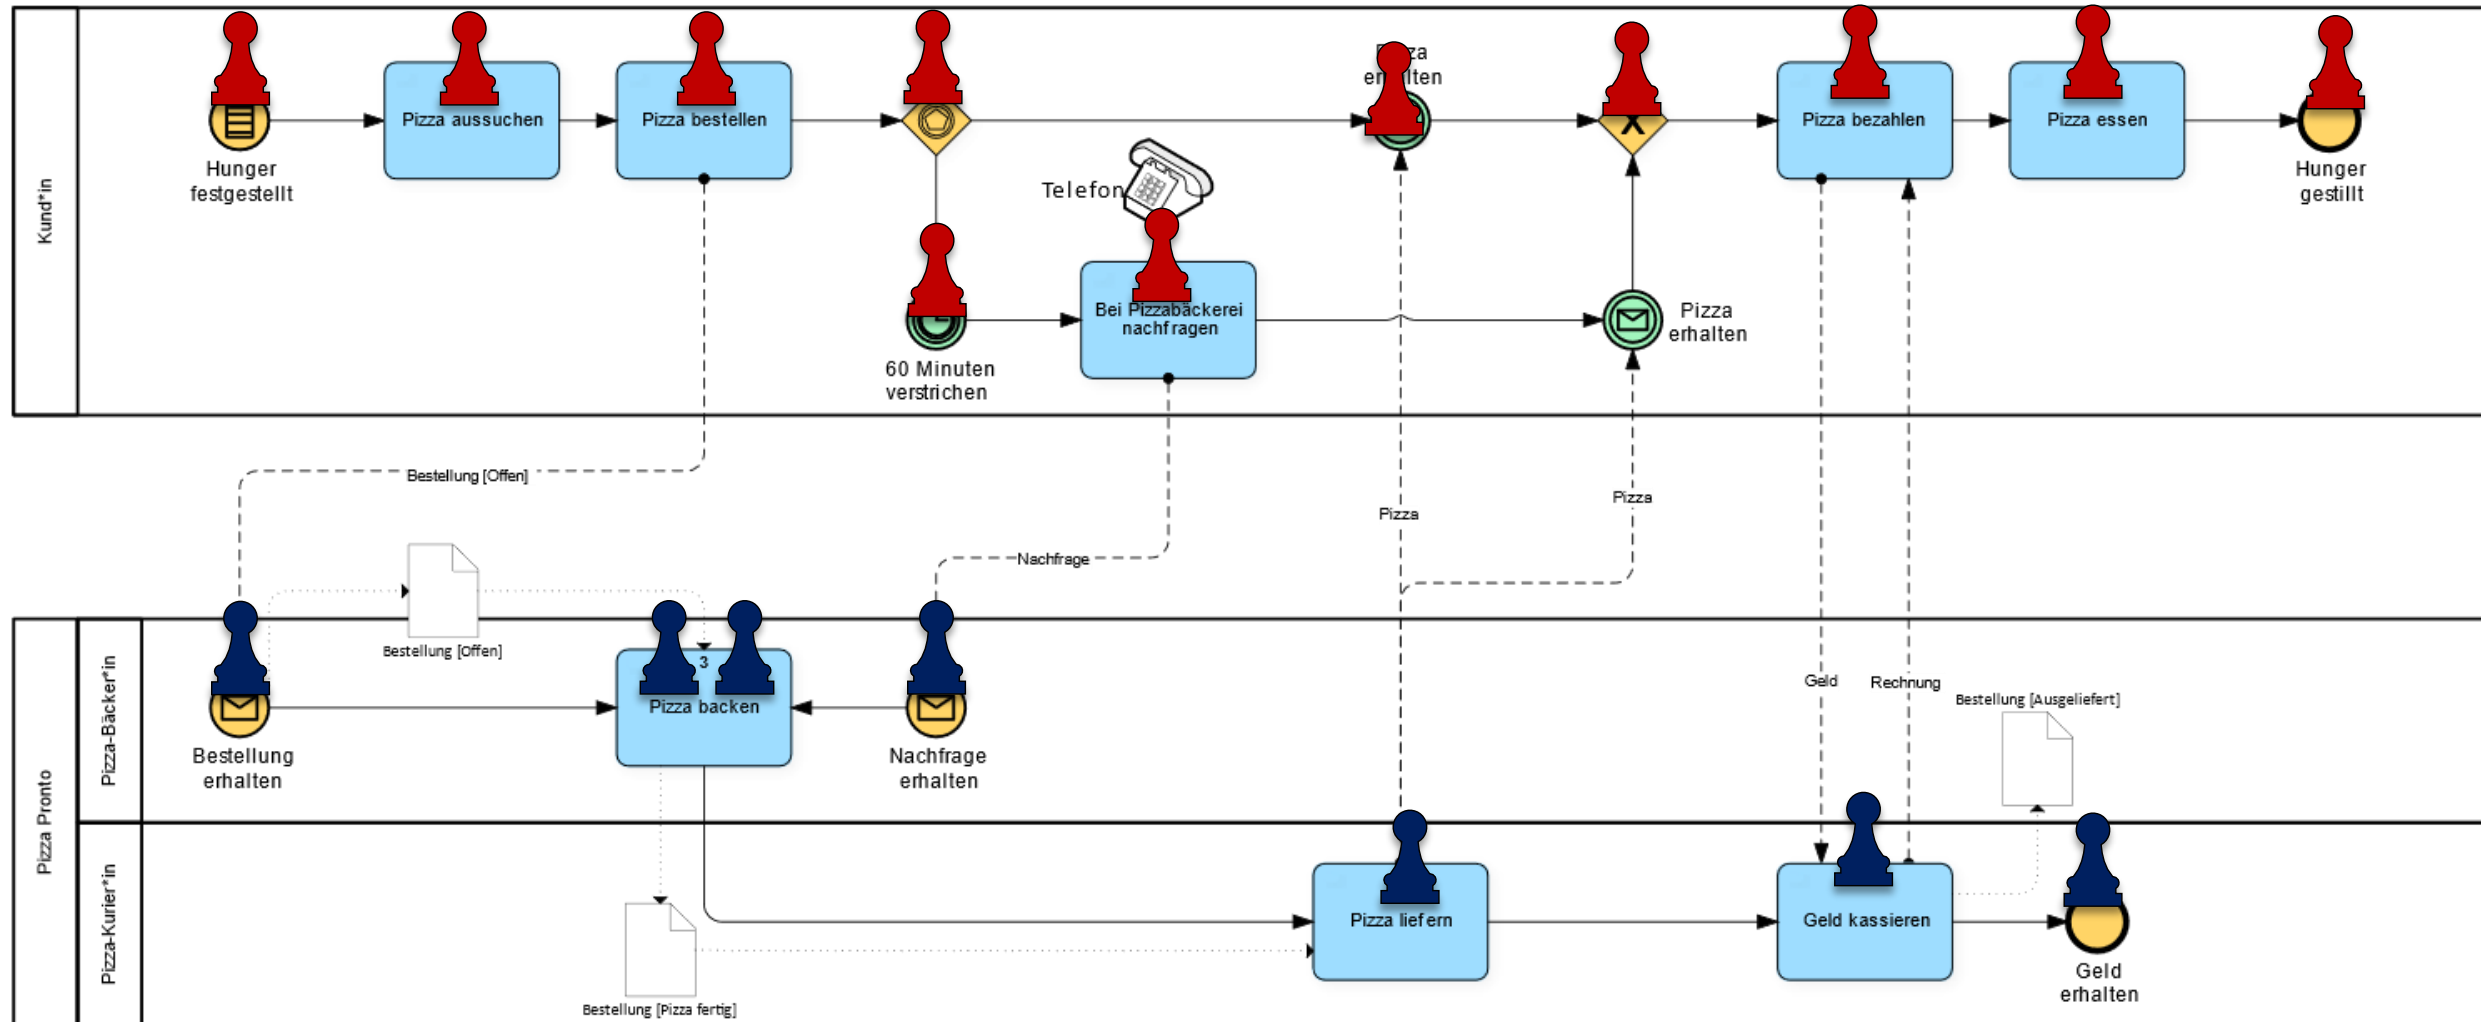 Kund*in
Hunger
festgestellt
Pizza aussuchen
Pizza bestellen
60 Minuten
verstrichen
Telefon
Bei Pizzabäckerei
nachfragen
Pizza
erhalten
X
Pizza
erhalten
Pizza bezahlen
Pizza essen
Hunger
gestillt
Bestellung [Offen]
Nachfrage
Pizza
Pizza
Geld
Rechnung
Pizza Pronto
Pizza-Bäcker*in
Bestellung
erhalten
Bestellung [Offen]
3
Pizza backen
Nachfrage
erhalten
Bestellung [Ausgeliefert]
Pizza-Kurier*in
Bestellung [Pizza fertig]
Pizza liefern
Geld kassieren
Geld
erhalten